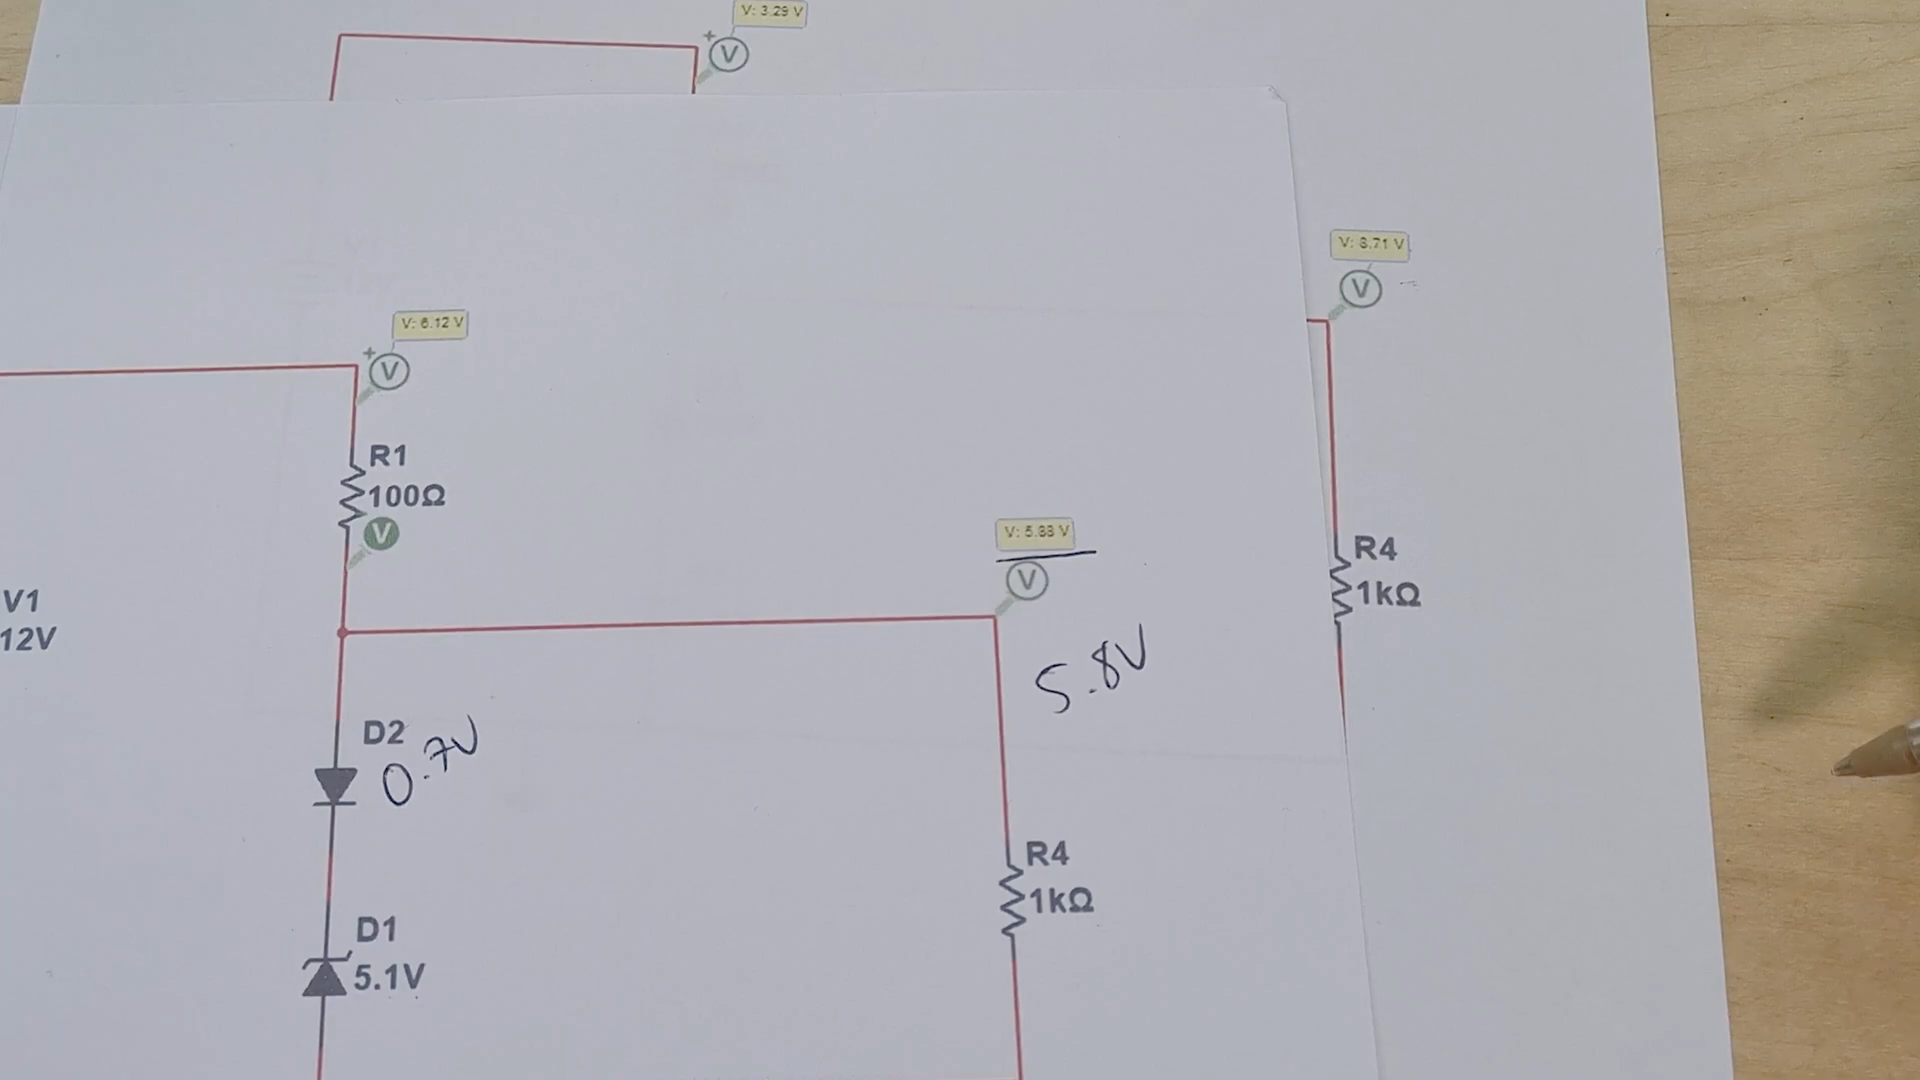 V: 3.29 V
+
V
V: 8.71 V
V
V: 6.12 V
+
V
R1
100Ω
V
V: 5.88 V
V
R4
1kΩ
V1
12V
5.8V
D2
0.7V
R4
1kΩ
D1
5.1V